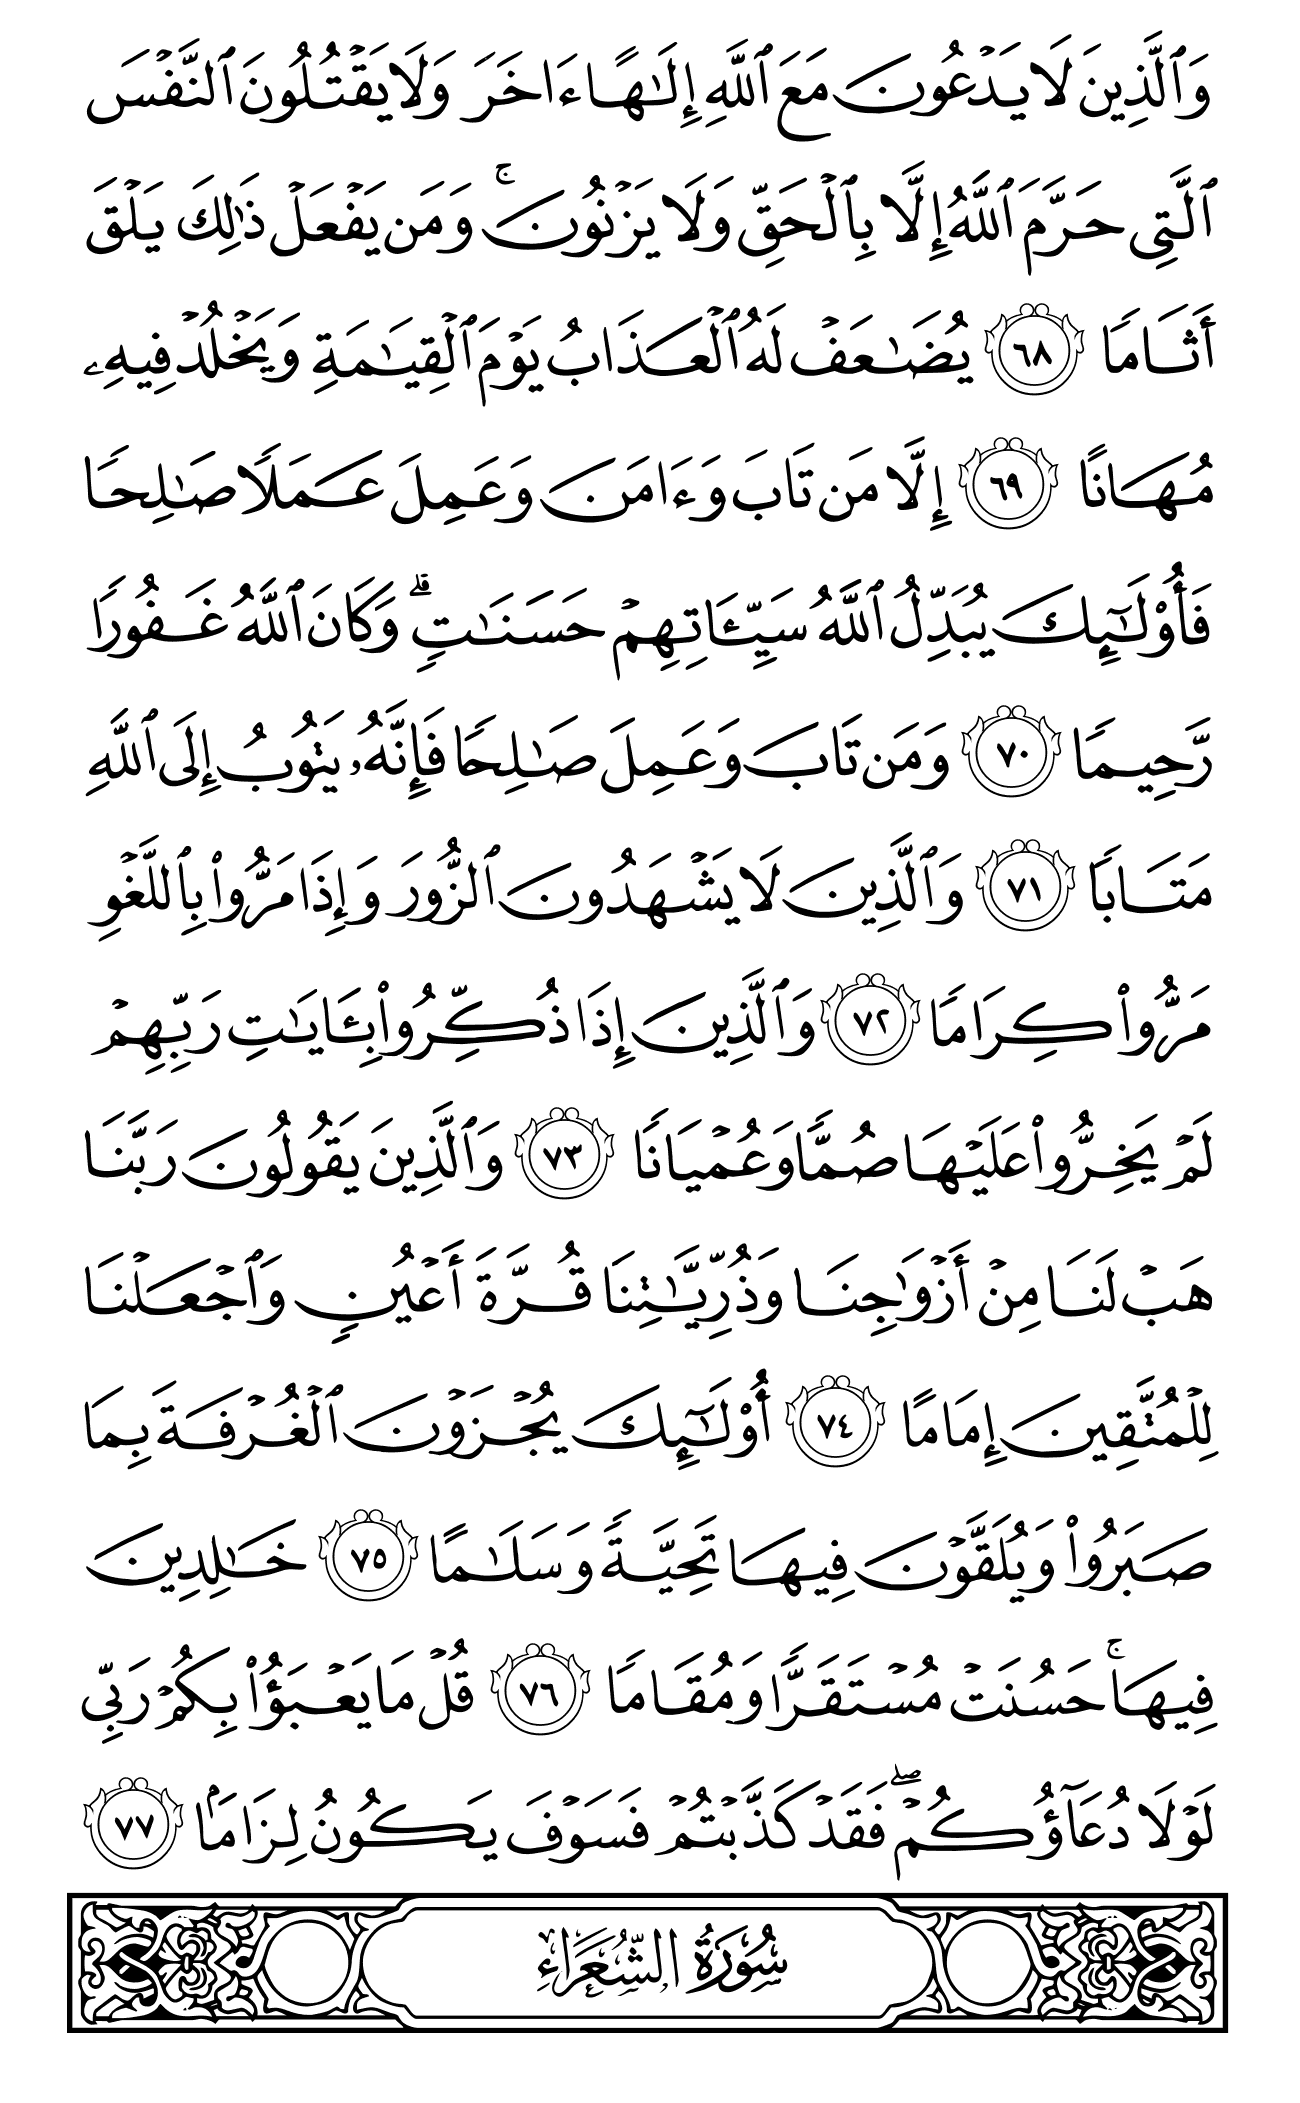 وَٱلَّذِينَ لَا يَدۡعُونَ مَعَ ٱللَّهِ إِلَٰهًا ءَاخَرَ وَلَا يَقۡتُلُونَ ٱلنَّفۡسَ
ٱلَّتِي حَرَّمَ ٱللَّهُ إِلَّا بِٱلۡحَقِّ وَلَا يَزۡنُونَۚ وَمَن يَفۡعَلۡ ذَٰلِكَ يَلۡقَ
أَثَامٗا ٦٨ يُضَٰعَفۡ لَهُ ٱلۡعَذَابُ يَوۡمَ ٱلۡقِيَٰمَةِ وَيَخۡلُدۡ فِيهِۦ
مُهَانًا ٦٩ إِلَّا مَن تَابَ وَءَامَنَ وَعَمِلَ عَمَلٗا صَٰلِحٗا
فَأُوْلَٰٓئِكَ يُبَدِّلُ ٱللَّهُ سَيِّـَٔاتِهِمۡ حَسَنَٰتٖۗ وَكَانَ ٱللَّهُ غَفُورٗا
رَّحِيمٗا ٧٠ وَمَن تَابَ وَعَمِلَ صَٰلِحٗا فَإِنَّهُۥ يَتُوبُ إِلَى ٱللَّهِ
مَتَابٗا ٧١ وَٱلَّذِينَ لَا يَشۡهَدُونَ ٱلزُّورَ وَإِذَا مَرُّواْ بِٱللَّغۡوِ
مَرُّواْ كِرَامٗا ٧٢ وَٱلَّذِينَ إِذَا ذُكِّرُواْ بِـَٔايَٰتِ رَبِّهِمۡ
لَمۡ يَخِرُّواْ عَلَيۡهَا صُمّٗا وَعُمۡيَانٗا ٧٣ وَٱلَّذِينَ يَقُولُونَ رَبَّنَا
هَبۡ لَنَا مِنۡ أَزۡوَٰجِنَا وَذُرِّيَّٰتِنَا قُرَّةَ أَعۡيُنٖ وَٱجۡعَلۡنَا
لِلۡمُتَّقِينَ إِمَامًا ٧٤ أُوْلَٰٓئِكَ يُجۡزَوۡنَ ٱلۡغُرۡفَةَ بِمَا
صَبَرُواْ وَيُلَقَّوۡنَ فِيهَا تَحِيَّةٗ وَسَلَٰمًا ٧٥ خَٰلِدِينَ
فِيهَاۚ حَسُنَتۡ مُسۡتَقَرّٗا وَمُقَامٗا ٧٦ قُلۡ مَا يَعۡبَؤُاْ بِكُمۡ رَبِّي
لَوۡلَا دُعَآؤُكُمۡۖ فَقَدۡ كَذَّبۡتُمۡ فَسَوۡفَ يَكُونُ لِزَامَۢا ٧٧
سُورَةُ الشُّعَرَاءِ